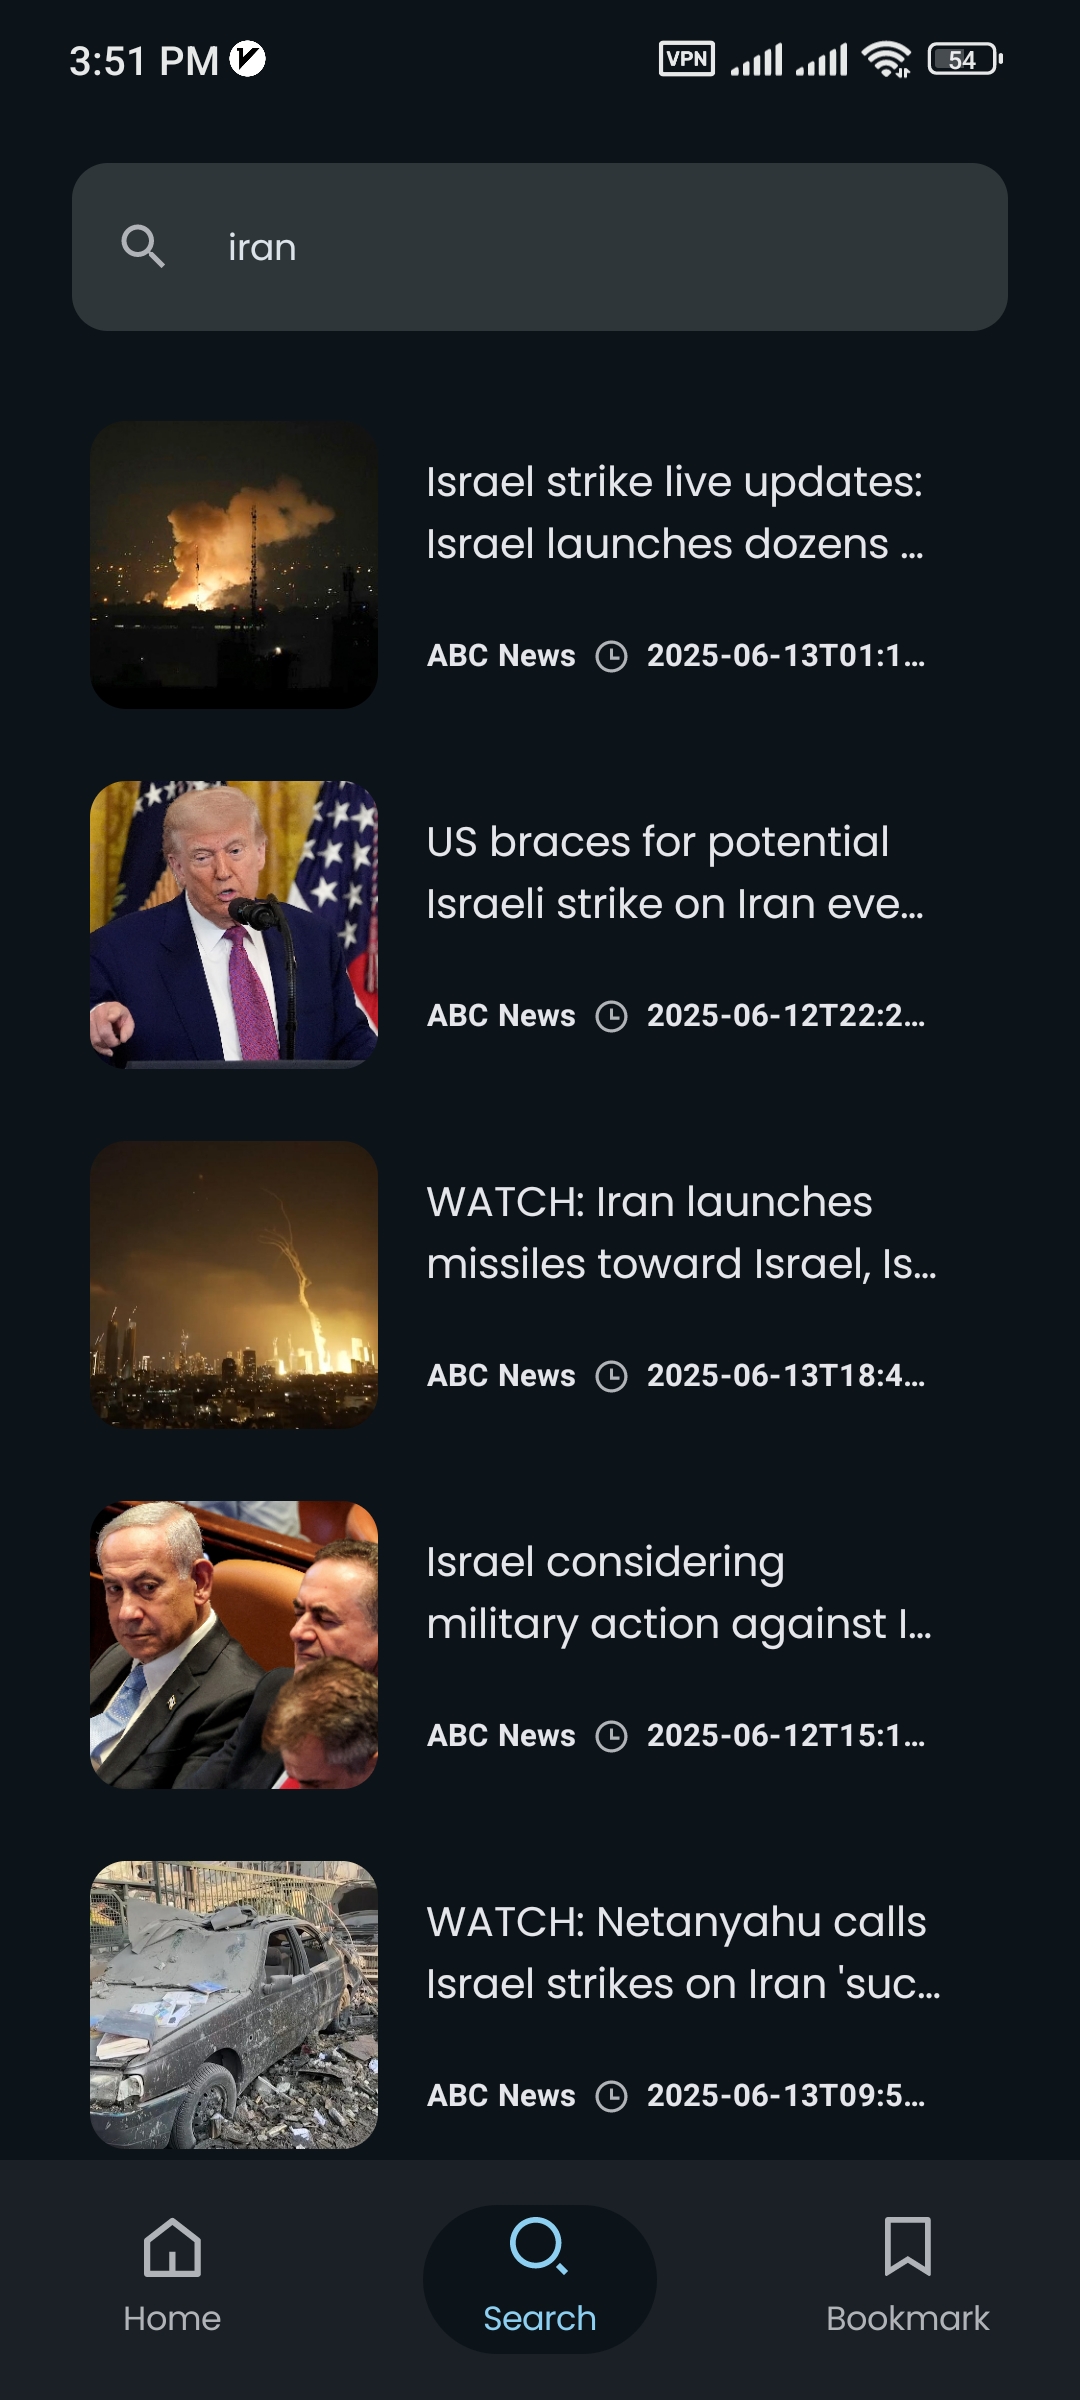 3:51 PM VPN 54
iran
Israel strike live updates:
Israel launches dozens ...
ABC News 2025-06-13T01:1...
US braces for potential
Israeli strike on Iran eve...
ABC News 2025-06-12T22:2...
WATCH: Iran launches
missiles toward Israel, Is...
ABC News 2025-06-13T18:4...
Israel considering
military action against I...
ABC News 2025-06-12T15:1...
WATCH: Netanyahu calls
Israel strikes on Iran 'suc...
ABC News 2025-06-13T09:5...
Home Search Bookmark